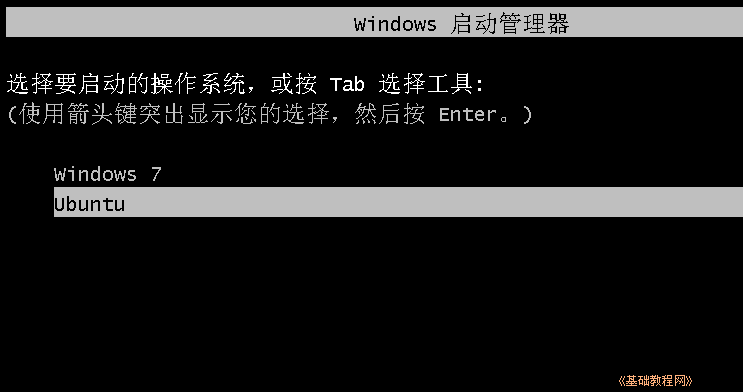 Windows 启动管理器
选择要启动的操作系统，或按 Tab 选择工具:
(使用箭头键突出显示您的选择，然后按 Enter。)
Windows 7
Ubuntu
《基础教程网》